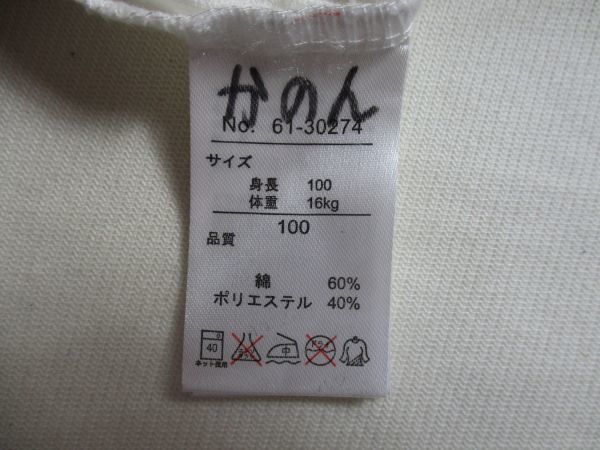 かのん
No. 61-30274
サイズ
身長 100
体重 16kg
100
品質
綿 60%
ポリエステル 40%
40 中
ネット使用